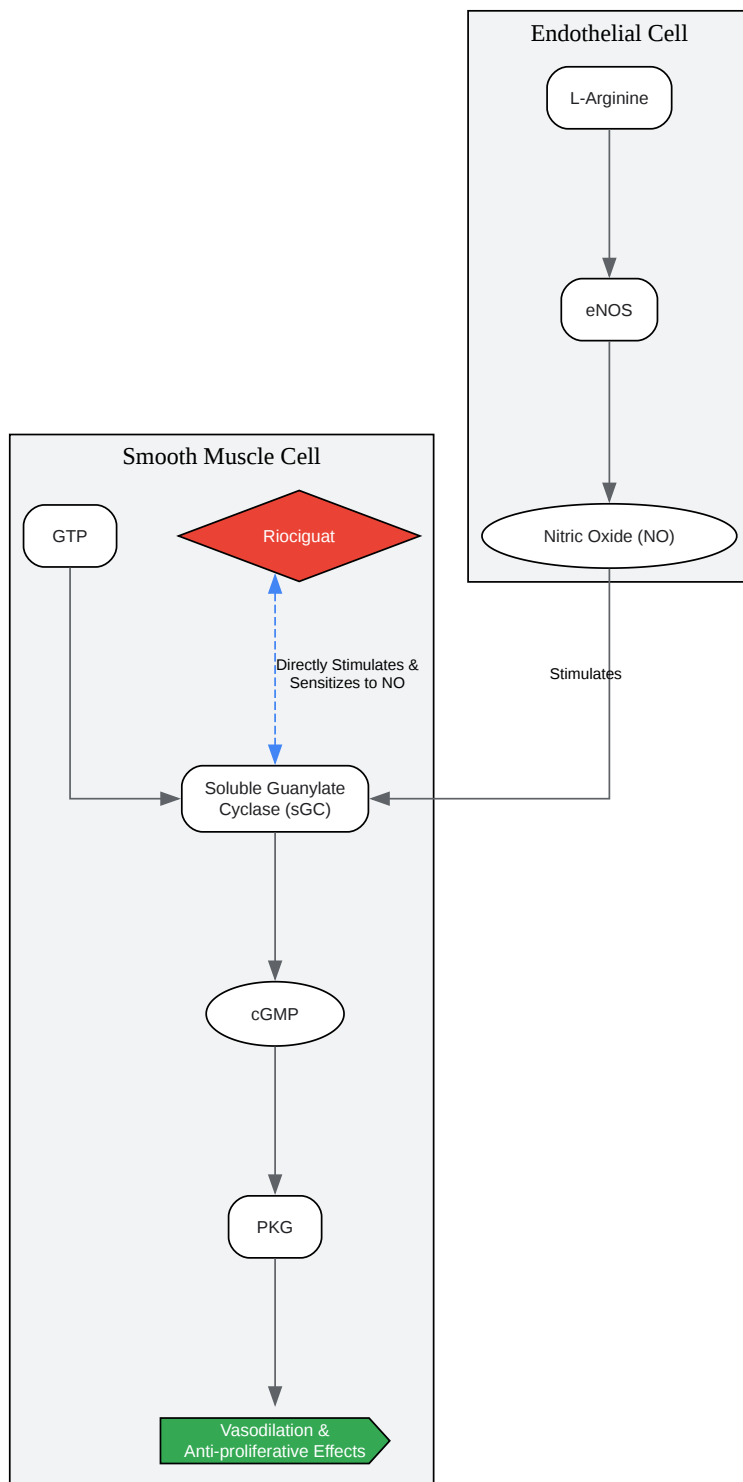 Endothelial Cell
L-Arginine
eNOS
Smooth Muscle Cell
GTP
Riociguat
Nitric Oxide (NO)
Directly Stimulates &
Sensitizes to NO
Stimulates
Soluble Guanylate
Cyclase (sGC)
cGMP
PKG
Vasodilation &
Anti-proliferative Effects